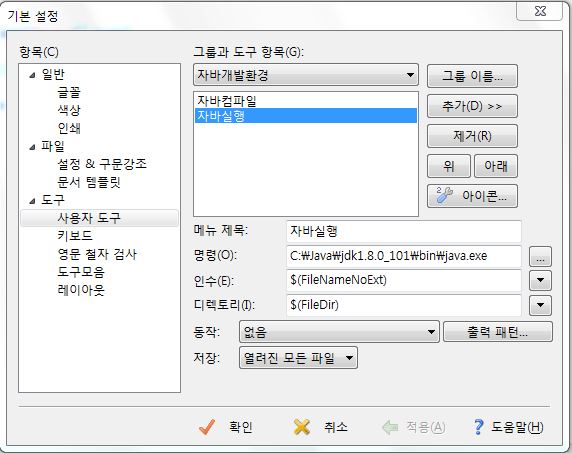 기본 설정
항목(C)
일반
글꼴
색상
인쇄
파일
설정 & 구문강조
문서 템플릿
도구
사용자 도구
키보드
영문 철자 검사
도구모음
레이아웃
그룹과 도구 항목(G):
자바개발환경
그룹 이름...
자바컴파일
자바실행
추가(D) >>
제거(R)
위
아래
아이콘...
메뉴 제목:
자바실행
명령(O):
C:₩Java₩jdk1.8.0_101₩bin₩java.exe
...
인수(E):
$(FileNameNoExt)
디렉토리(I):
$(FileDir)
동작:
없음
출력 패턴...
저장:
열려진 모든 파일
확인
취소
적용(A)
도움말(H)